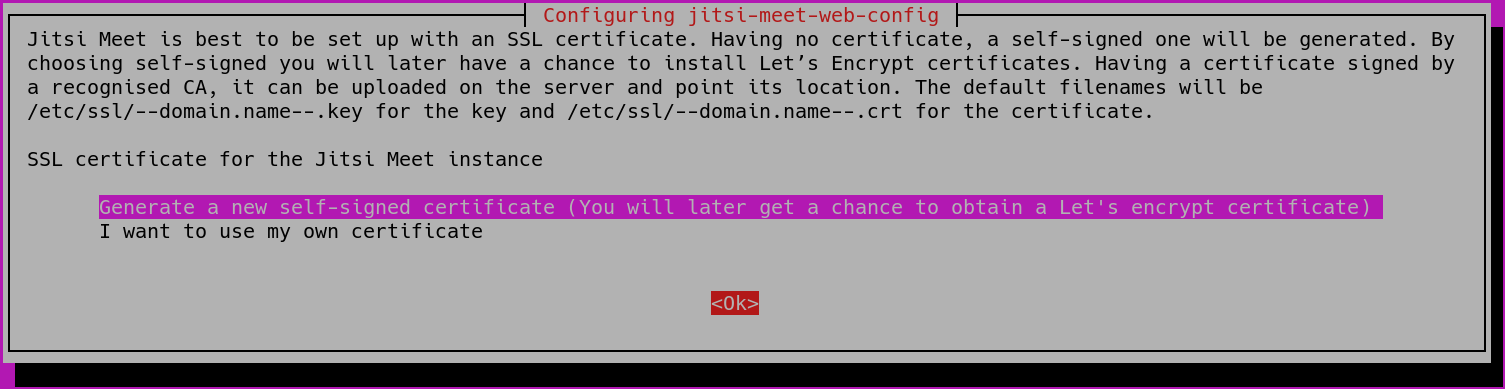 Configuring jitsi-meet-web-config
Jitsi Meet is best to be set up with an SSL certificate. Having no certificate, a self-signed one will be generated. By
choosing self-signed you will later have a chance to install Let’s Encrypt certificates. Having a certificate signed by
a recognised CA, it can be uploaded on the server and point its location. The default filenames will be
/etc/ssl/--domain.name--.key for the key and /etc/ssl/--domain.name--.crt for the certificate.
SSL certificate for the Jitsi Meet instance
Generate a new self-signed certificate (You will later get a chance to obtain a Let's encrypt certificate)
I want to use my own certificate
<Ok>